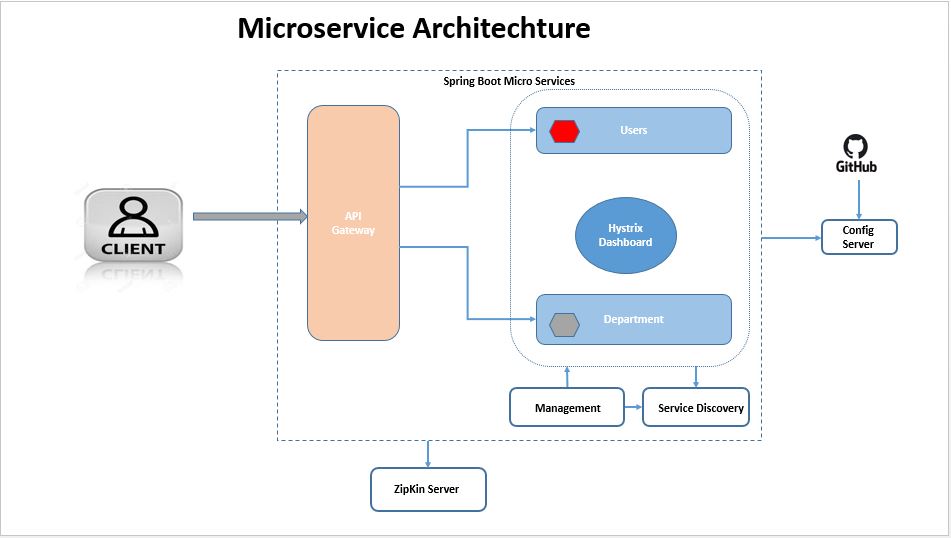 Microservice Architechture
Spring Boot Micro Services
Users
GitHub
API
Gateway
CLIENT
Hystrix
Dashboard
Config
Server
Department
Management
Service Discovery
ZipKin Server